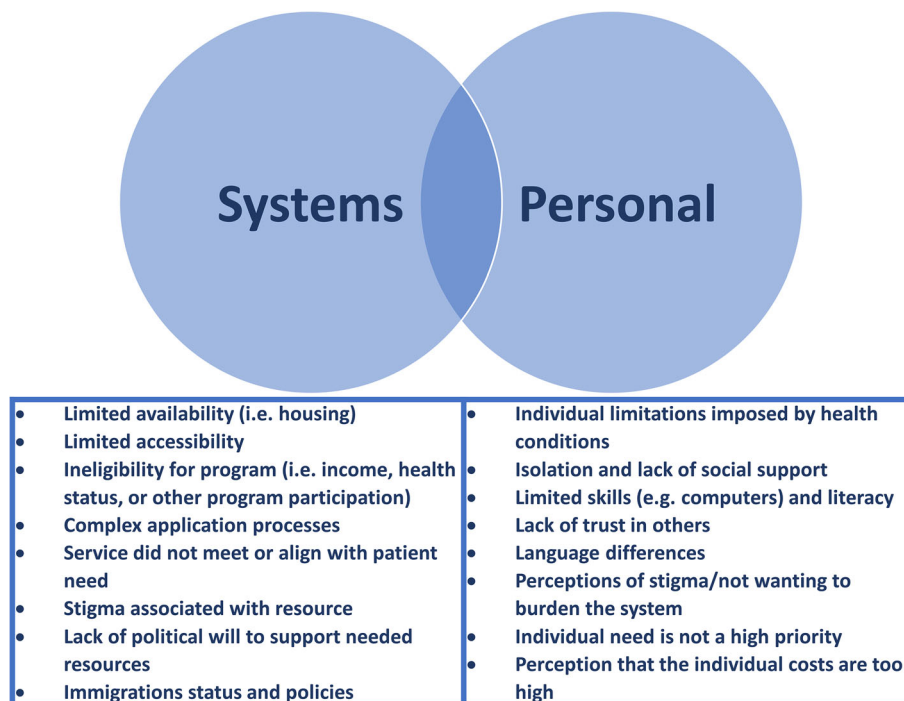 Systems
Personal
• Limited availability (i.e. housing)
• Limited accessibility
• Ineligibility for program (i.e. income, health
status, or other program participation)
• Complex application processes
• Service did not meet or align with patient
need
• Stigma associated with resource
• Lack of political will to support needed
resources
• Immigrations status and policies
• Individual limitations imposed by health
conditions
• Isolation and lack of social support
• Limited skills (e.g. computers) and literacy
• Lack of trust in others
• Language differences
• Perceptions of stigma/not wanting to
burden the system
• Individual need is not a high priority
• Perception that the individual costs are too
high